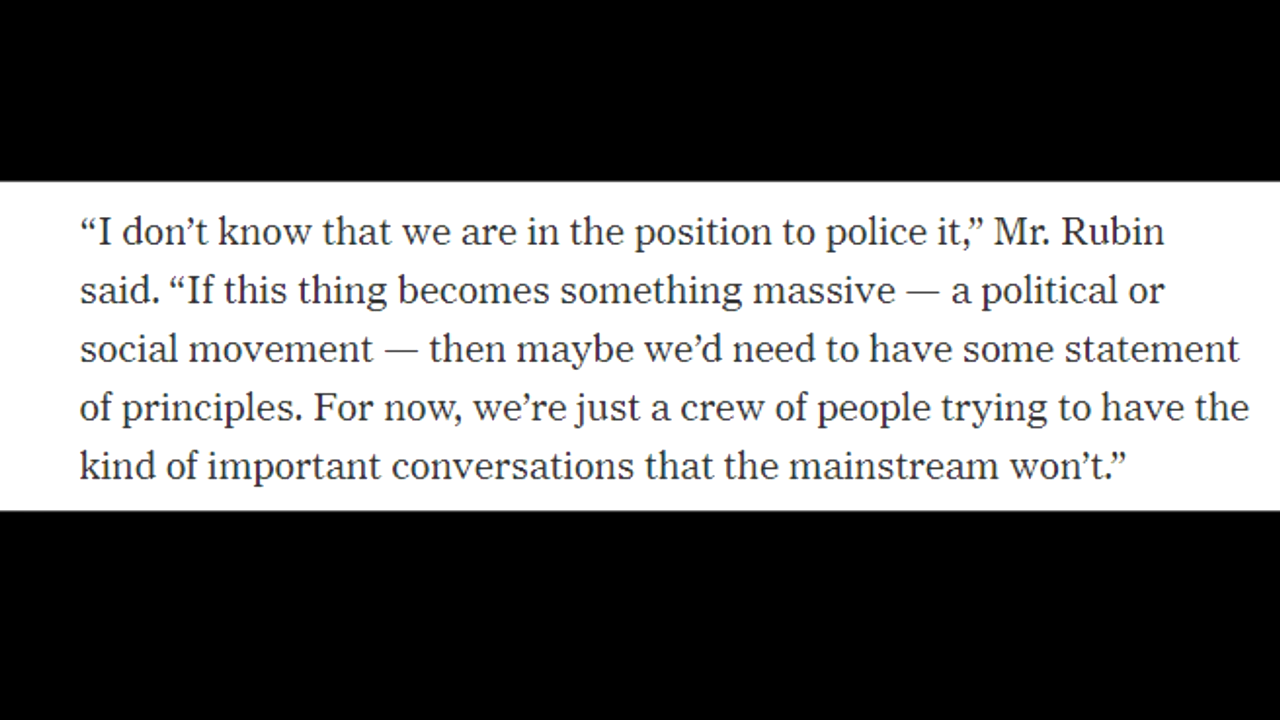 “I don’t know that we are in the position to police it,” Mr. Rubin
said. “If this thing becomes something massive — a political or
social movement — then maybe we’d need to have some statement
of principles. For now, we’re just a crew of people trying to have the
kind of important conversations that the mainstream won’t.”